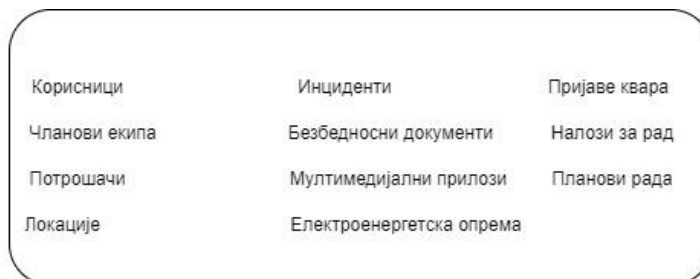 Корисници Инциденти Пријаве квара
Чланови екипа Безбедносни документи Налози за рад
Потрошачи Мултимедијални прилози Планови рада
Локације Електроенергетска опрема